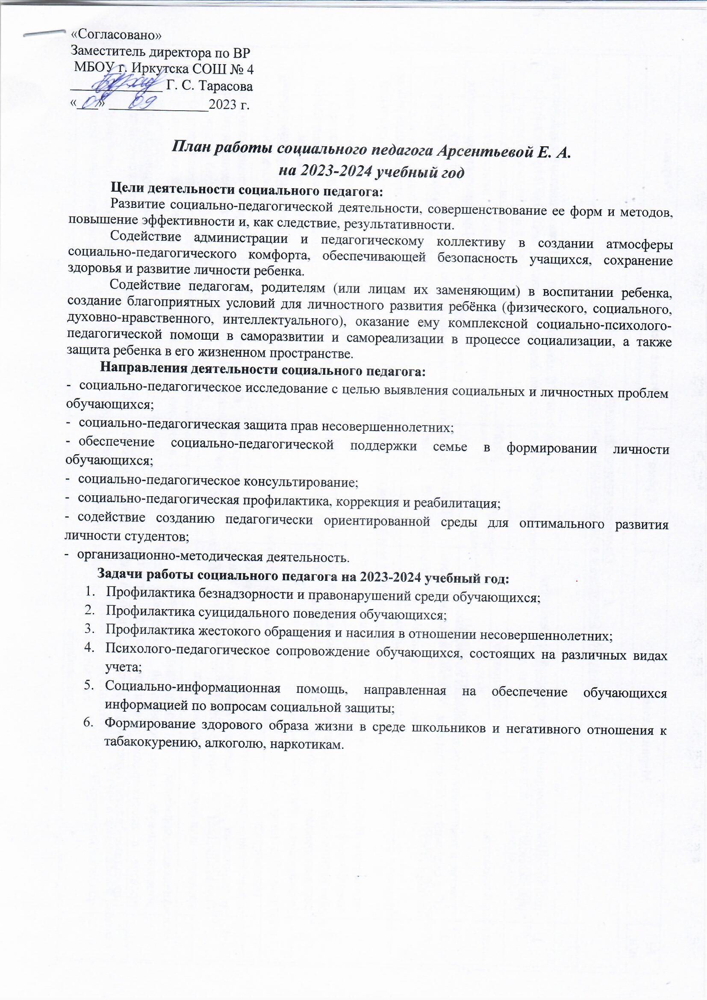 «Согласовано»
Заместитель директора по ВР
МБОУ г. Иркутска СОШ № 4
_____________ Г. С. Тарасова
«___» 09 ______________2023 г.
План работы социального педагога Арсентьевой Е. А.
на 2023-2024 учебный год
Цели деятельности социального педагога:
Развитие социально-педагогической деятельности, совершенствование ее форм и методов,
повышение эффективности и, как следствие, результативности.
Содействие администрации и педагогическому коллективу в создании атмосферы
социально-педагогического комфорта, обеспечивающей безопасность учащихся, сохранение
здоровья и развитие личности ребенка.
Содействие педагогам, родителям (или лицам их заменяющим) в воспитании ребенка,
создание благоприятных условий для личностного развития ребёнка (физического, социального,
духовно-нравственного, интеллектуального), оказание ему комплексной социально-психолого-
педагогической помощи в саморазвитии и самореализации в процессе социализации, а также
защита ребенка в его жизненном пространстве.
Направления деятельности социального педагога:
- социально-педагогическое исследование с целью выявления социальных и личностных проблем
обучающихся;
- социально-педагогическая защита прав несовершеннолетних;
- обеспечение социально-педагогической поддержки семье в формировании личности
обучающихся;
- социально-педагогическое консультирование;
- социально-педагогическая профилактика, коррекция и реабилитация;
- содействие созданию педагогически ориентированной среды для оптимального развития
личности студентов;
- организационно-методическая деятельность.
Задачи работы социального педагога на 2023-2024 учебный год:
1. Профилактика безнадзорности и правонарушений среди обучающихся;
2. Профилактика суицидального поведения обучающихся;
3. Профилактика жестокого обращения и насилия в отношении несовершеннолетних;
4. Психолого-педагогическое сопровождение обучающихся, состоящих на различных видах
учета;
5. Социально-информационная помощь, направленная на обеспечение обучающихся
информацией по вопросам социальной защиты;
6. Формирование здорового образа жизни в среде школьников и негативного отношения к
табакокурению, алкоголю, наркотикам.